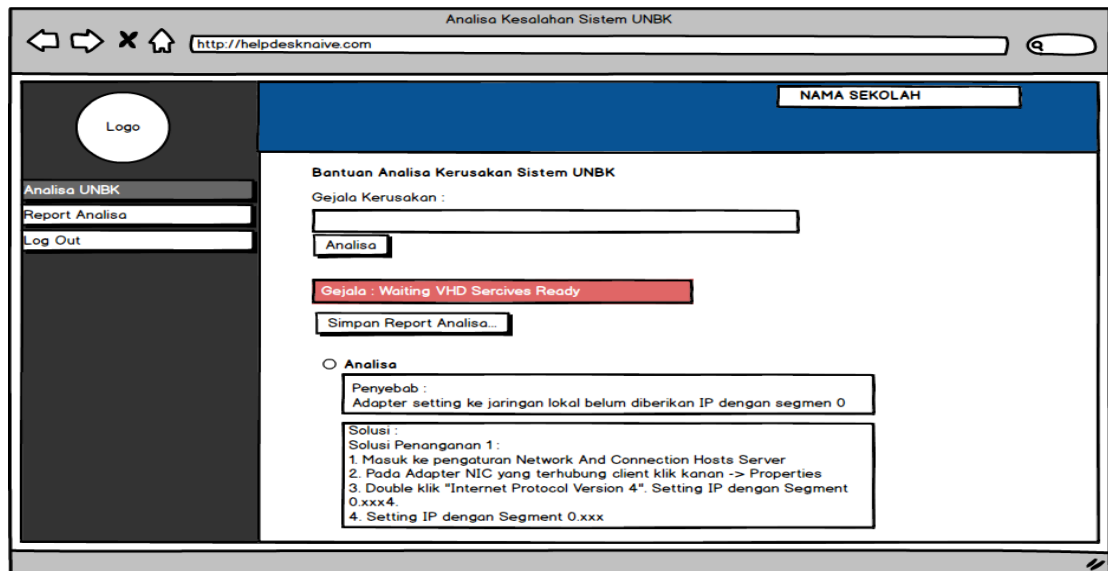 Analisa Kesalahan Sistem UNBK
http://helpdesknaive.com
NAMA SEKOLAH
Logo
Analisa UNBK
Report Analisa
Log Out
Bantuan Analisa Kerusakan Sistem UNBK
Gejala Kerusakan :
Analisa
Gejala : Waiting VHD Sercives Ready
Simpan Report Analisa...
Analisa
Penyebab :
Adapter setting ke jaringan lokal belum diberikan IP dengan segmen 0
Solusi :
Solusi Penanganan 1 :
1. Masuk ke pengaturan Network And Connection Hosts Server
2. Pada Adapter NIC yang terhubung client klik kanan -> Properties
3. Double klik "Internet Protocol Version 4". Setting IP dengan Segment
0.xxx4.
4. Setting IP dengan Segment 0.xxx